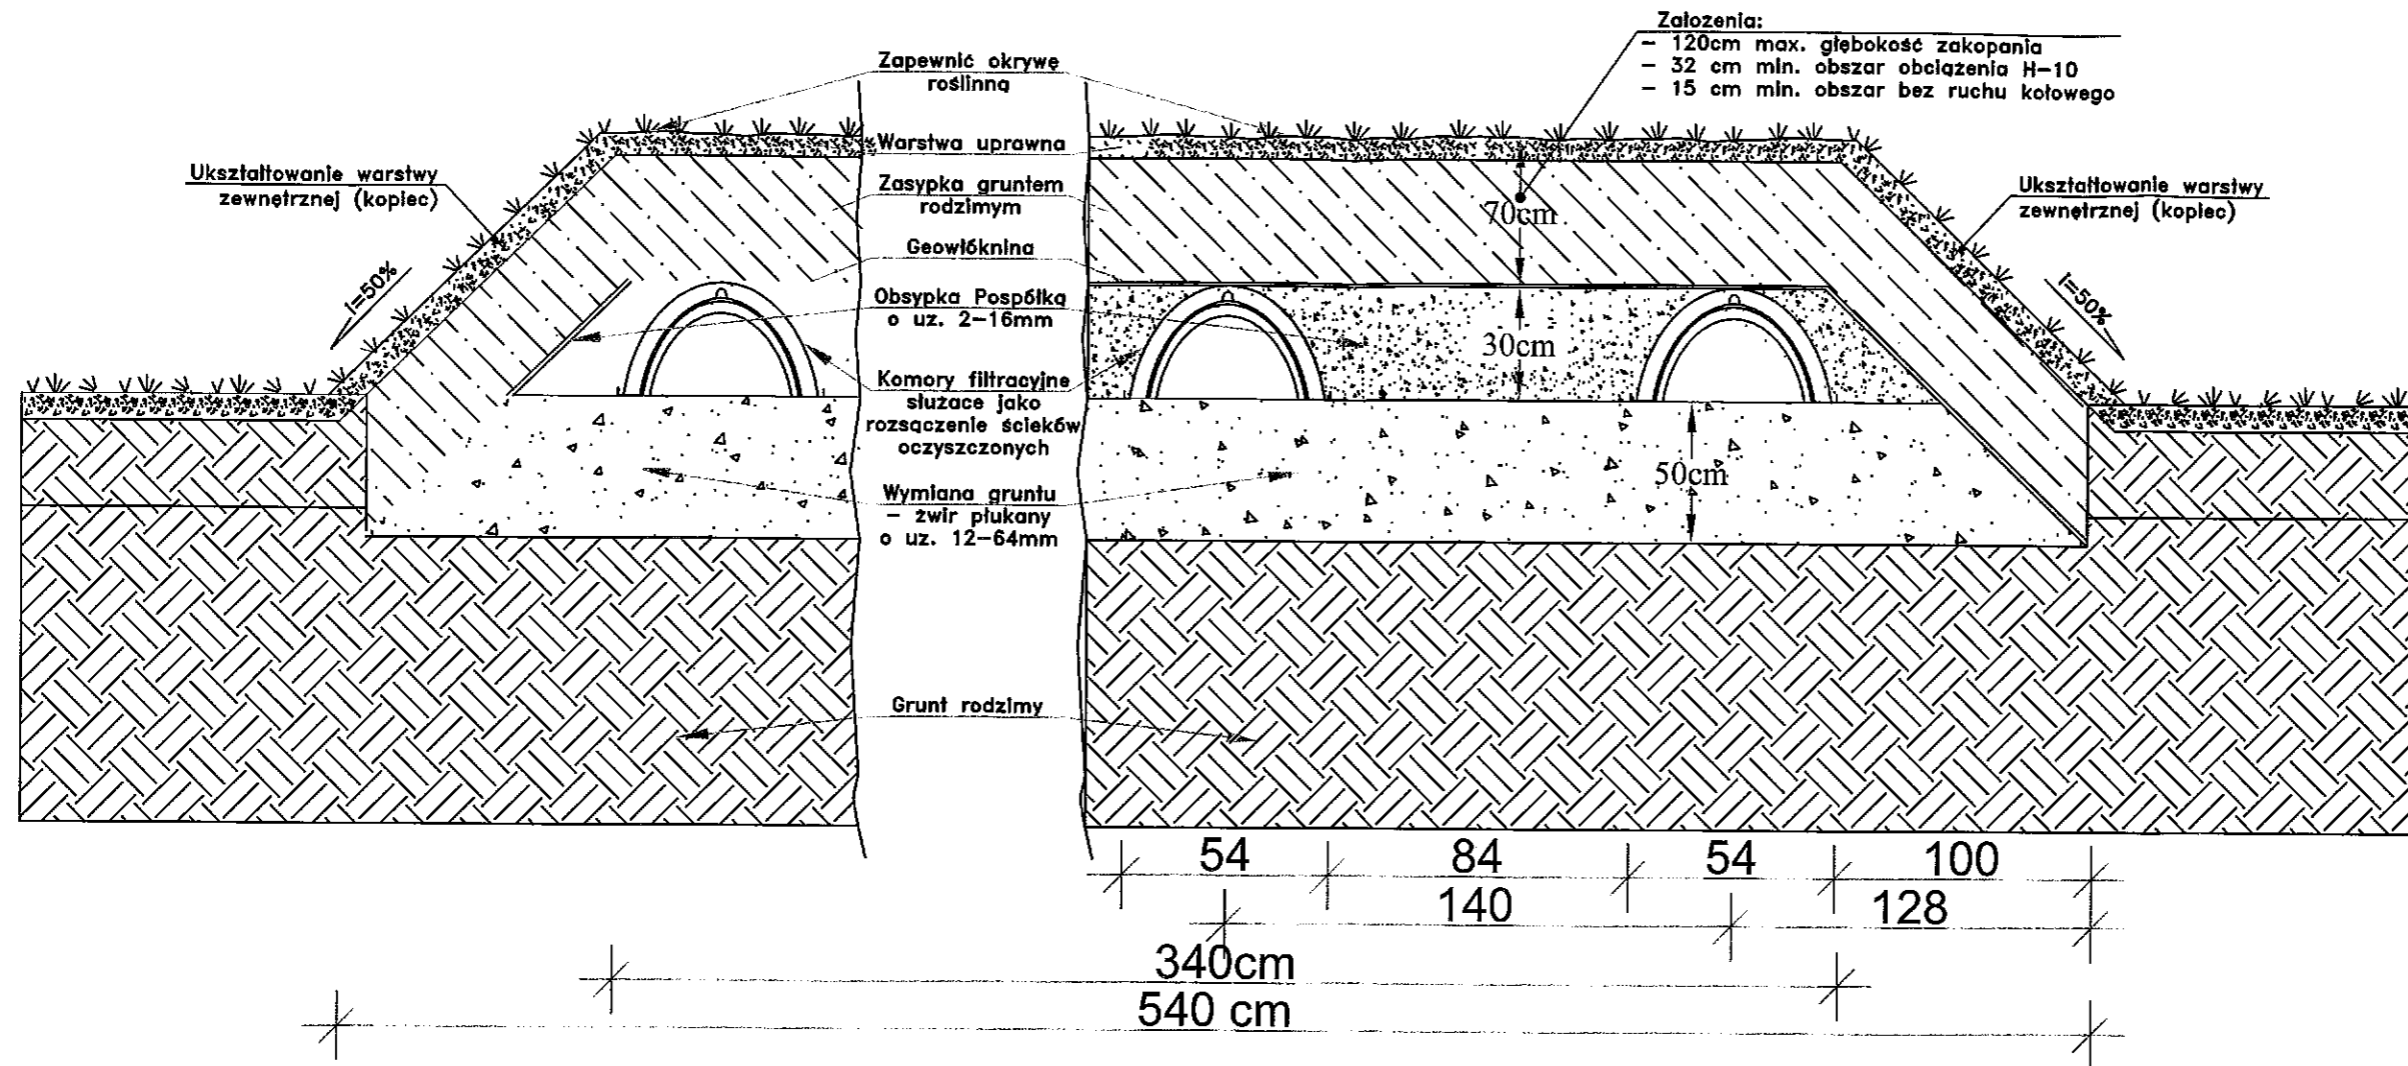 Założenia:
- 120cm max. głębokość zakopania
- 32 cm min. obszar obciążenia H-10
- 15 cm min. obszar bez ruchu kołowego
Zapewnić okrywę
roślinną
Warstwa uprawna
Ukształtowanie warstwy
zewnętrznej (kopiec)
Zasypka gruntem
rodzimym
Ukształtowanie warstwy
zewnętrznej (kopiec)
70cm
Geowłóknina
i=50%
i=50%
Obsypka Pospółką
o uz. 2-16mm
30cm
Komory filtracyjne
służace jako
rozsączenie ścieków
oczyszczonych
50cm
Wymiana gruntu
- żwir płukany
o uz. 12-64mm
Grunt rodzimy
54 84 54 100
140 128
340cm
540 cm